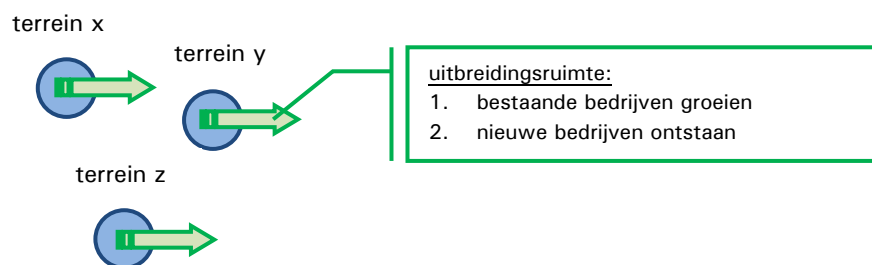 terrein x
terrein y
uitbreidingsruimte:
1. bestaande bedrijven groeien
2. nieuwe bedrijven ontstaan
terrein z